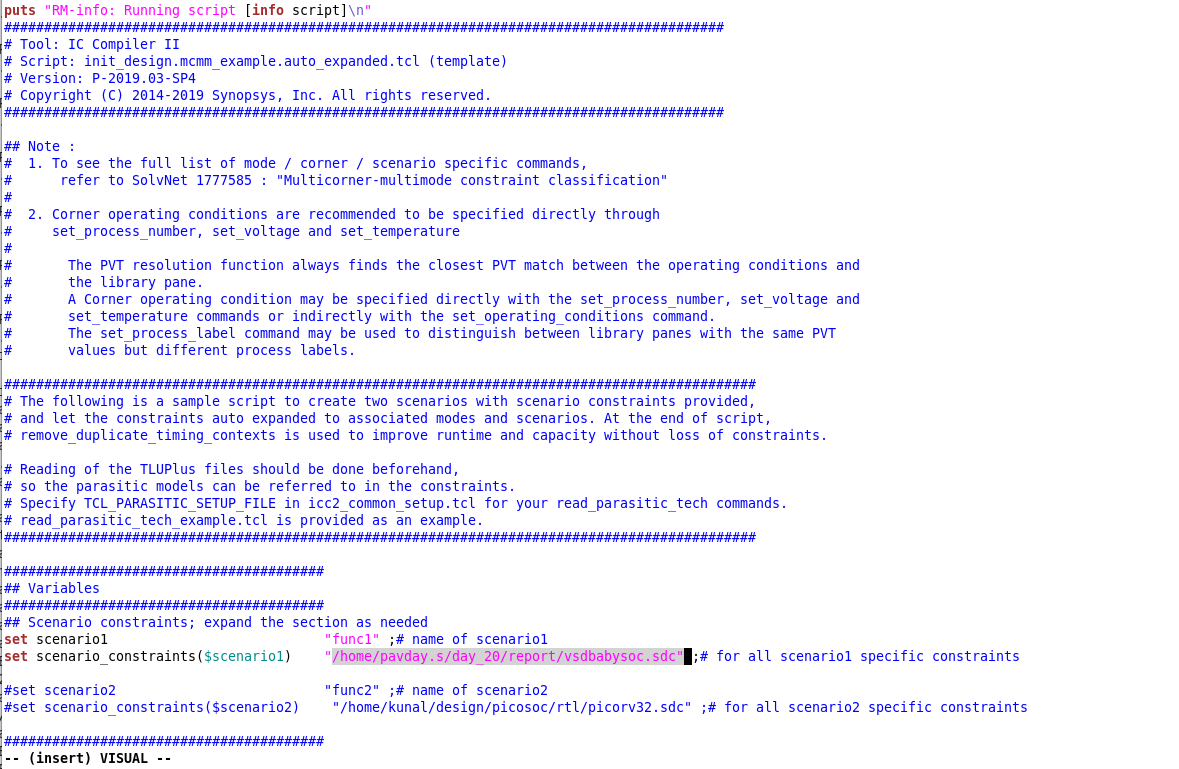 puts "RM-info: Running script [info script]\n"
##########################################################################################
# Tool: IC Compiler II
# Script: init_design.mcmm_example.auto_expanded.tcl (template)
# Version: P-2019.03-SP4
# Copyright (C) 2014-2019 Synopsys, Inc. All rights reserved.
##########################################################################################
## Note :
#  1. To see the full list of mode / corner / scenario specific commands,
#      refer to SolvNet 1777585 : "Multicorner-multimode constraint classification"
#
#  2. Corner operating conditions are recommended to be specified directly through
#     set_process_number, set_voltage and set_temperature
#
#       The PVT resolution function always finds the closest PVT match between the operating conditions and
#       the library pane.
#       A Corner operating condition may be specified directly with the set_process_number, set_voltage and
#       set_temperature commands or indirectly with the set_operating_conditions command.
#       The set_process_label command may be used to distinguish between library panes with the same PVT
#       values but different process labels.
##############################################################################################
# The following is a sample script to create two scenarios with scenario constraints provided,
# and let the constraints auto expanded to associated modes and scenarios. At the end of script,
# remove_duplicate_timing_contexts is used to improve runtime and capacity without loss of constraints.
# Reading of the TLUPlus files should be done beforehand,
# so the parasitic models can be referred to in the constraints.
# Specify TCL_PARASITIC_SETUP_FILE in icc2_common_setup.tcl for your read_parasitic_tech commands.
# read_parasitic_tech_example.tcl is provided as an example.
##############################################################################################
########################################
## Variables
########################################
## Scenario constraints; expand the section as needed
set scenario1                           "func1" ;# name of scenario1
set scenario_constraints($scenario1)    "/home/pavday.s/day_20/report/vsdbabysoc.sdc" ;# for all scenario1 specific constraints
#set scenario2                          "func2" ;# name of scenario2
#set scenario_constraints($scenario2)    "/home/kunal/design/picosoc/rtl/picorv32.sdc" ;# for all scenario2 specific constraints
########################################
-- (insert) VISUAL --